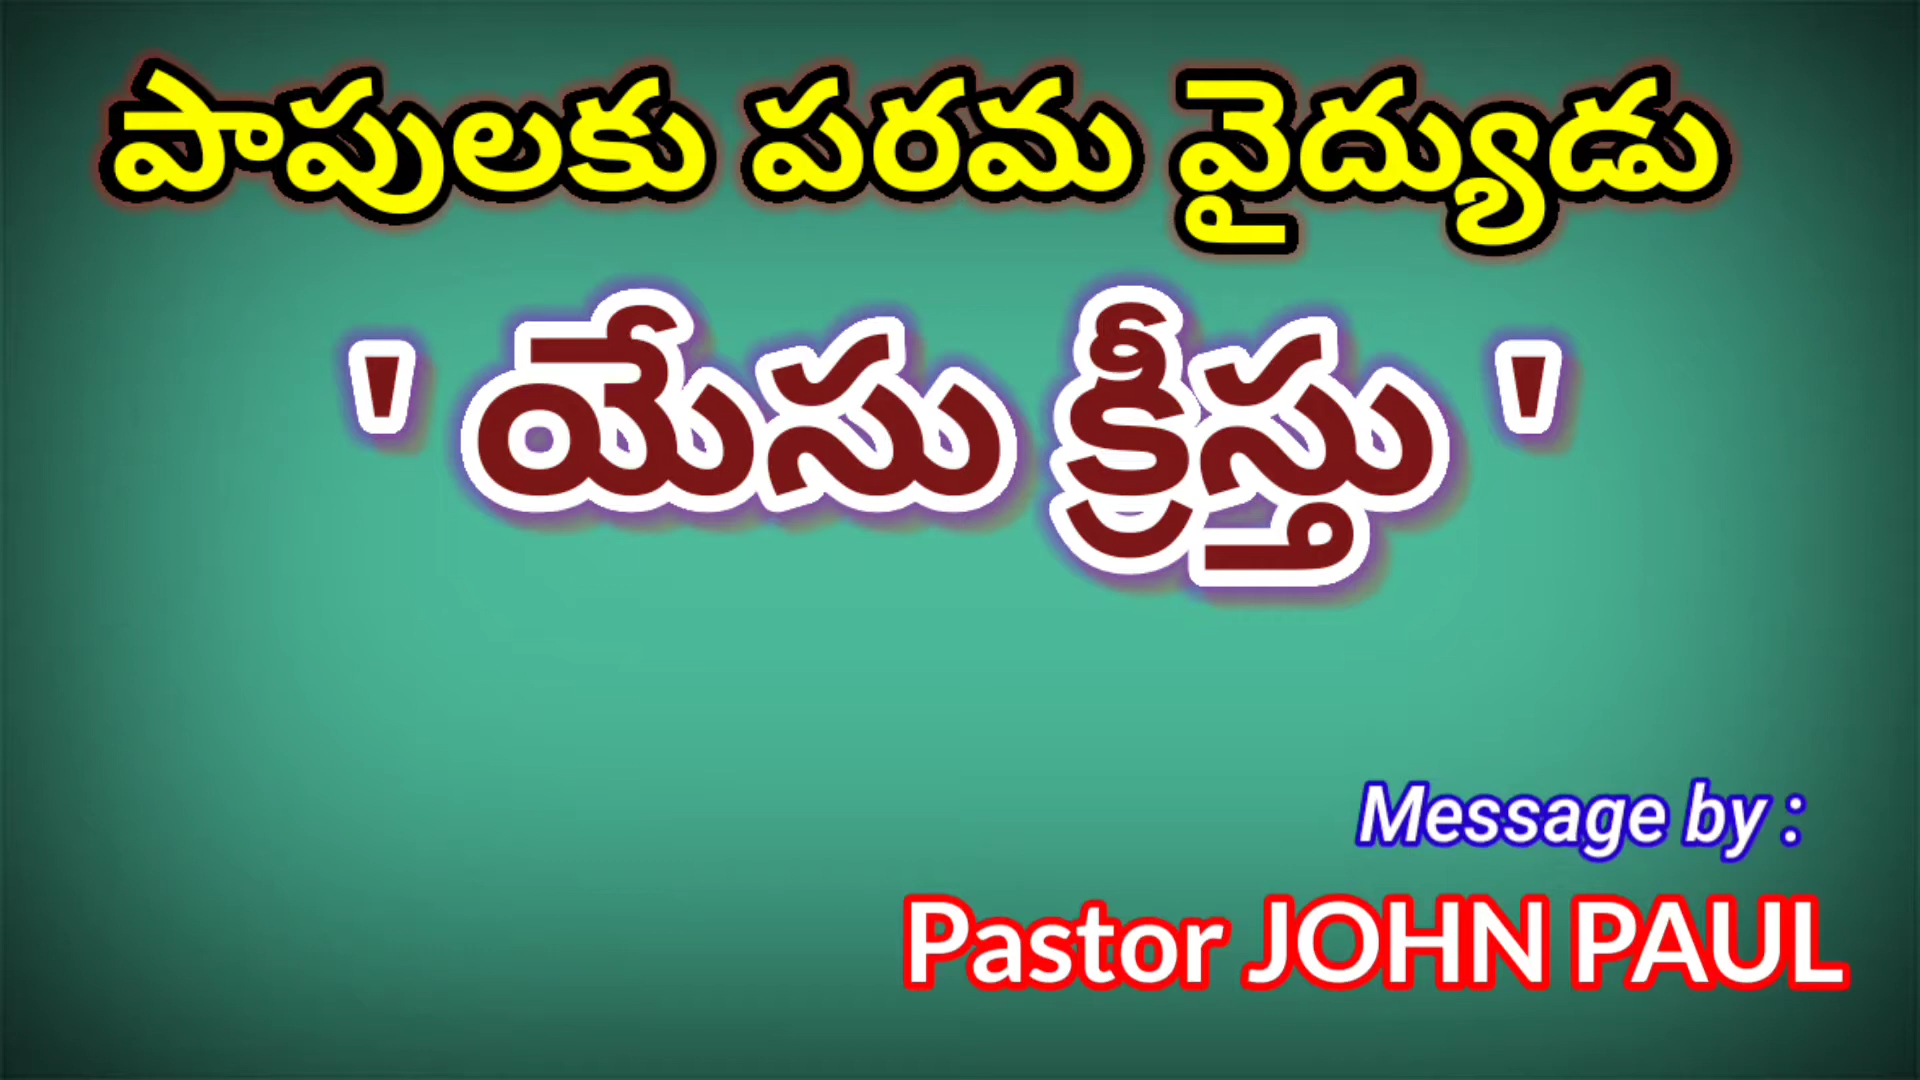 పాపులకు పరమ వైద్యుడు
' యేసు క్రీస్తు '
Message by :
Pastor JOHN PAUL